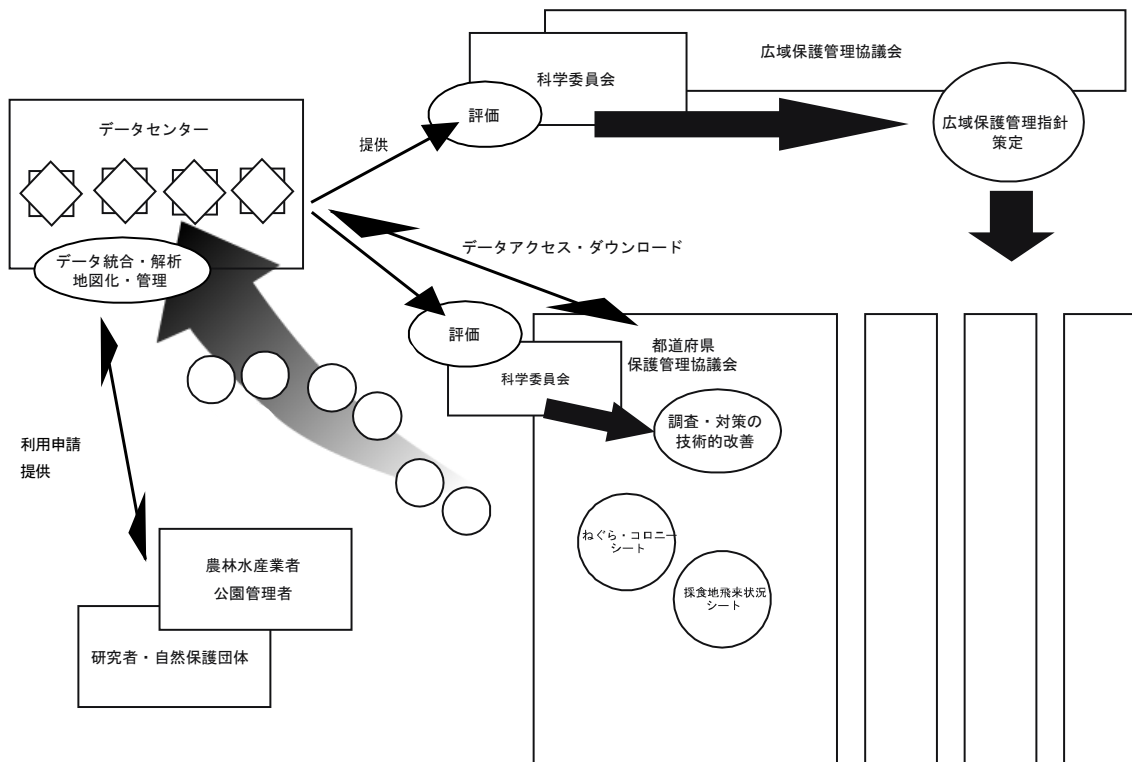 広域保護管理協議会
科学委員会
評価
広域保護管理指針
策定
データセンター
提供
データ統合・解析
地図化・管理
データアクセス・ダウンロード
評価
科学委員会
都道府県
保護管理協議会
調査・対策の
技術的改善
利用申請
提供
ねぐら・コロニー
シート
採食地飛来状況
シート
農林水産業者
公園管理者
研究者・自然保護団体